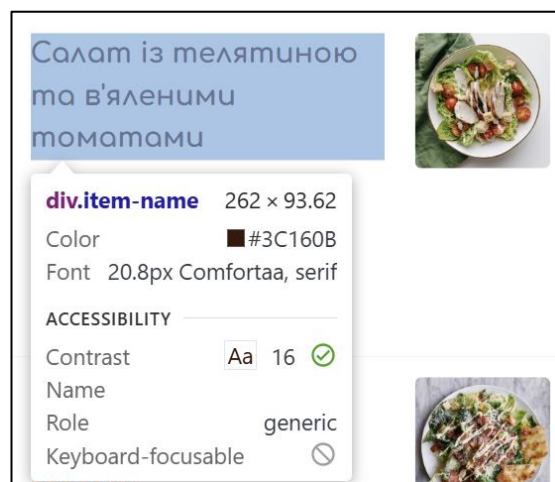 Салат із телятиною
та в'яленими
томатами
div.item-name 262 × 93.62
Color #3C160B
Font 20.8px Comfortaa, serif
ACCESSIBILITY
Contrast Aa 16
Name
Role generic
Keyboard-focusable